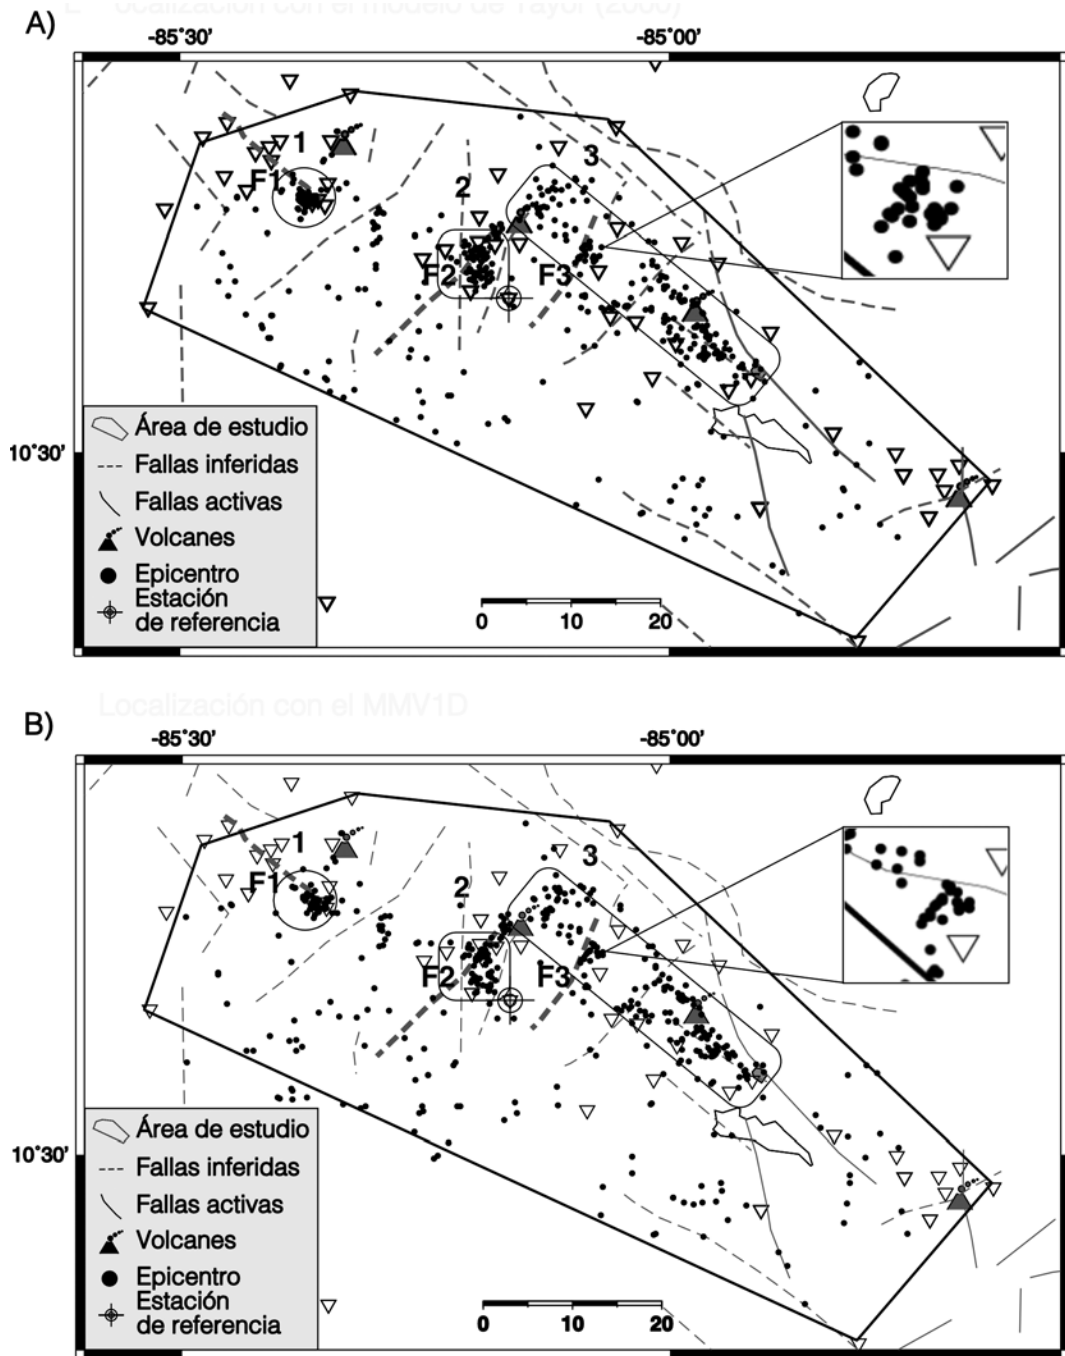 Localización con el modelo de Tayor (2000)
A)
-85°30'
-85°00'
1
3
F1
2
F2
F3
10°30'
Área de estudio
Fallas inferidas
Fallas activas
Volcanes
Epicentro
Estación
de referencia
0 10 20
Localización con el MMV1D
B)
-85°30'
-85°00'
1
3
F1
2
F2
F3
10°30'
Área de estudio
Fallas inferidas
Fallas activas
Volcanes
Epicentro
Estación
de referencia
0 10 20